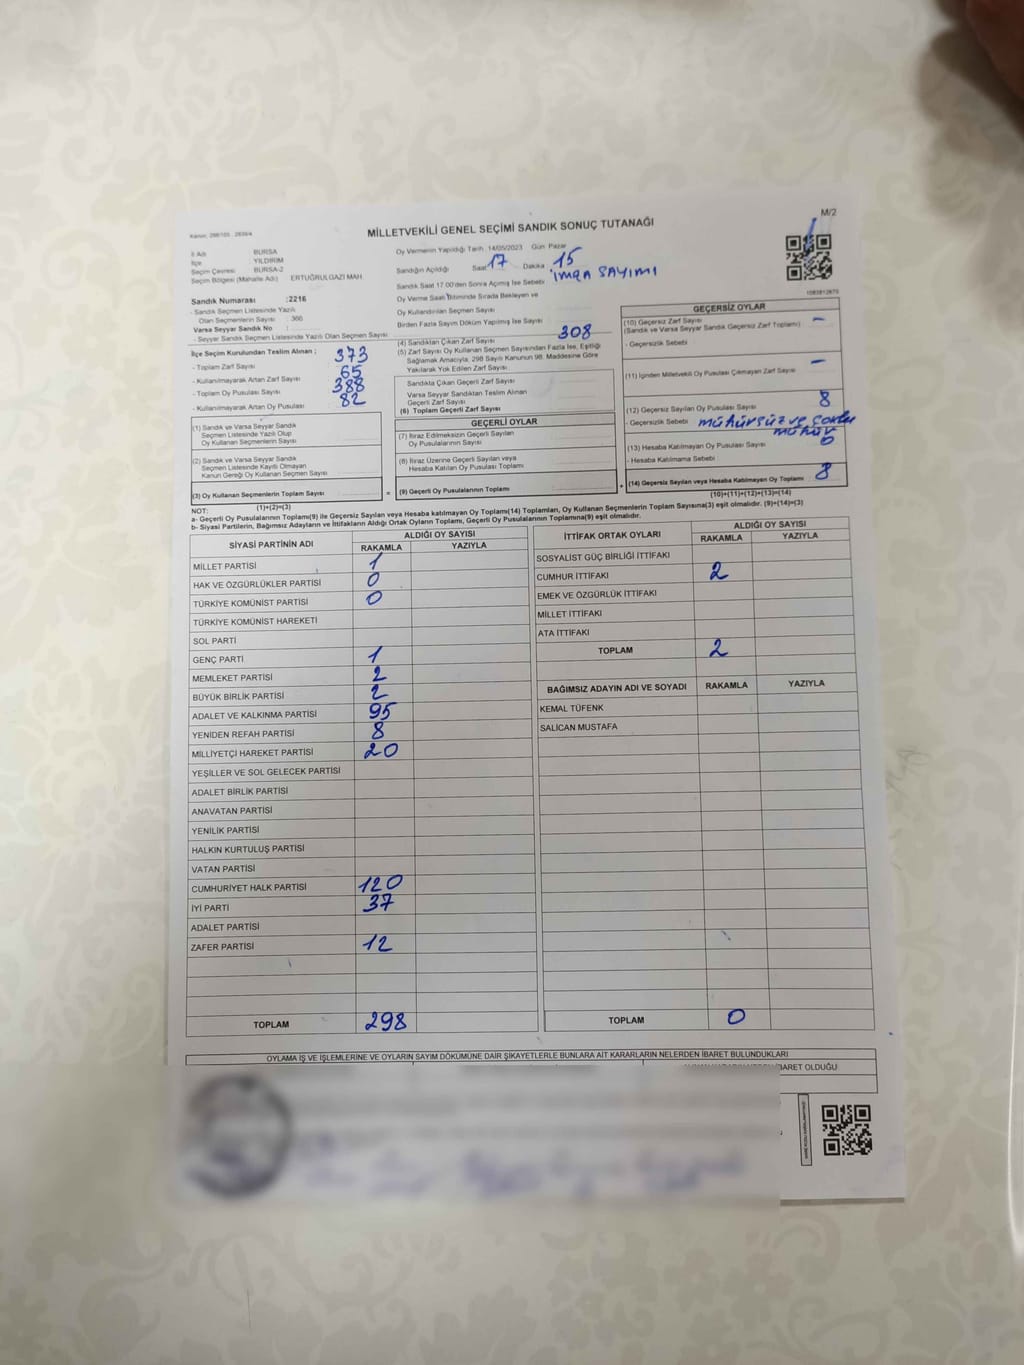 Kanun: 298/105 , 2839/4
M/2
MİLLETVEKİLİ GENEL SEÇİMİ SANDIK SONUÇ TUTANAĞI
İl Adı BURSA
İlçe YILDIRIM
Seçim Çevresi BURSA-2
Seçim Bölgesi (Mahalle Adı) ERTUĞRULGAZİ MAH.
Sandık Numarası :2216
- Sandık Seçmen Listesinde Yazılı
Olan Seçmenlerin Sayısı : 366
Varsa Seyyar Sandık No :
- Seyyar Sandık Seçmen Listesinde Yazılı Olan Seçmen Sayısı
İlçe Seçim Kurulundan Teslim Alınan ;
- Toplam Zarf Sayısı 373
- Kullanılmayarak Artan Zarf Sayısı 65
- Toplam Oy Pusulası Sayısı 388
- Kullanılmayarak Artan Oy Pusulası 82
(1) Sandık ve Varsa Seyyar Sandık
Seçmen Listesinde Yazılı Olup
Oy Kullanan Seçmenlerin Sayısı
(2) Sandık ve Varsa Seyyar Sandık
Seçmen Listesinde Kayıtlı Olmayan
Kanun Gereği Oy Kullanan Seçmen Sayısı
(3) Oy Kullanan Seçmenlerin Toplam Sayısı
(1)+(2)=(3)
Oy Vermenin Yapıldığı Tarih : 14/05/2023 Gün Pazar
Sandığın Açıldığı Saat 17 Dakika 15
Sandık Saat 17.00'den Sonra Açılmış İse Sebebi İMZA SAYIMI
Oy Verme Saati Bitiminde Sırada Bekleyen ve
Oy Kullandırılan Seçmen Sayısı
Birden Fazla Sayım Döküm Yapılmış İse Sayısı
(4) Sandıktan Çıkan Zarf Sayısı 308
(5) Zarf Sayısı Oy Kullanan Seçmen Sayısından Fazla İse, Eşitliği
Sağlamak Amacıyla, 298 Sayılı Kanunun 98. Maddesine Göre
Yakılarak Yok Edilen Zarf Sayısı
Sandıkta Çıkan Geçerli Zarf Sayısı
Varsa Seyyar Sandıktan Teslim Alınan
Geçerli Zarf Sayısı
(6) Toplam Geçerli Zarf Sayısı
GEÇERLİ OYLAR
(7) İtiraz Edilmeksizin Geçerli Sayılan
Oy Pusulalarının Sayısı
(8) İtiraz Üzerine Geçerli Sayılan veya
Hesaba Katılan Oy Pusulası Toplamı
= (9) Geçerli Oy Pusulalarının Toplamı +
GEÇERSİZ OYLAR
(10) Geçersiz Zarf Sayısı –
(Sandık ve Varsa Seyyar Sandık Geçersiz Zarf Toplamı)
- Geçersizlik Sebebi
(11) İçinden Milletvekili Oy Pusulası Çıkmayan Zarf Sayısı –
(12) Geçersiz Sayılan Oy Pusulası Sayısı 8
- Geçersizlik Sebebi mühürsüz ve çoklu
mühür
(13) Hesaba Katılmayan Oy Pusulası Sayısı 0
- Hesaba Katılmama Sebebi
(14) Geçersiz Sayılan veya Hesaba Katılmayan Oy Toplamı 8
(10)+(11)+(12)+(13)=(14)
NOT:
a- Geçerli Oy Pusulalarının Toplamı(9) ile Geçersiz Sayılan veya Hesaba katılmayan Oy Toplamı(14) Toplamları, Oy Kullanan Seçmenlerin Toplam Sayısına(3) eşit olmalıdır. (9)+(14)=(3)
b- Siyasi Partilerin, Bağımsız Adayların ve İttifakların Aldığı Ortak Oyların Toplamı, Geçerli Oy Pusulalarının Toplamına(9) eşit olmalıdır.
SİYASİ PARTİNİN ADI ALDIĞI OY SAYISI
RAKAMLA YAZIYLA
MİLLET PARTİSİ 1
HAK VE ÖZGÜRLÜKLER PARTİSİ 0
TÜRKİYE KOMÜNİST PARTİSİ 0
TÜRKİYE KOMÜNİST HAREKETİ
SOL PARTİ
GENÇ PARTİ 1
MEMLEKET PARTİSİ 2
BÜYÜK BİRLİK PARTİSİ 2
ADALET VE KALKINMA PARTİSİ 95
YENİDEN REFAH PARTİSİ 8
MİLLİYETÇİ HAREKET PARTİSİ 20
YEŞİLLER VE SOL GELECEK PARTİSİ
ADALET BİRLİK PARTİSİ
ANAVATAN PARTİSİ
YENİLİK PARTİSİ
HALKIN KURTULUŞ PARTİSİ
VATAN PARTİSİ
CUMHURİYET HALK PARTİSİ 120
İYİ PARTİ 37
ADALET PARTİSİ
ZAFER PARTİSİ 12
TOPLAM 298
İTTİFAK ORTAK OYLARI ALDIĞI OY SAYISI
RAKAMLA YAZIYLA
SOSYALİST GÜÇ BİRLİĞİ İTTİFAKI
CUMHUR İTTİFAKI 2
EMEK VE ÖZGÜRLÜK İTTİFAKI
MİLLET İTTİFAKI
ATA İTTİFAKI
TOPLAM 2
BAĞIMSIZ ADAYIN ADI VE SOYADI RAKAMLA YAZIYLA
KEMAL TÜFENK
SALİCAN MUSTAFA
TOPLAM 0
OYLAMA İŞ VE İŞLEMLERİNE VE OYLARIN SAYIM DÖKÜMÜNE DAİR ŞİKAYETLERLE BUNLARA AİT KARARLARIN NELERDEN İBARET BULUNDUKLARI
İBARET OLDUĞU